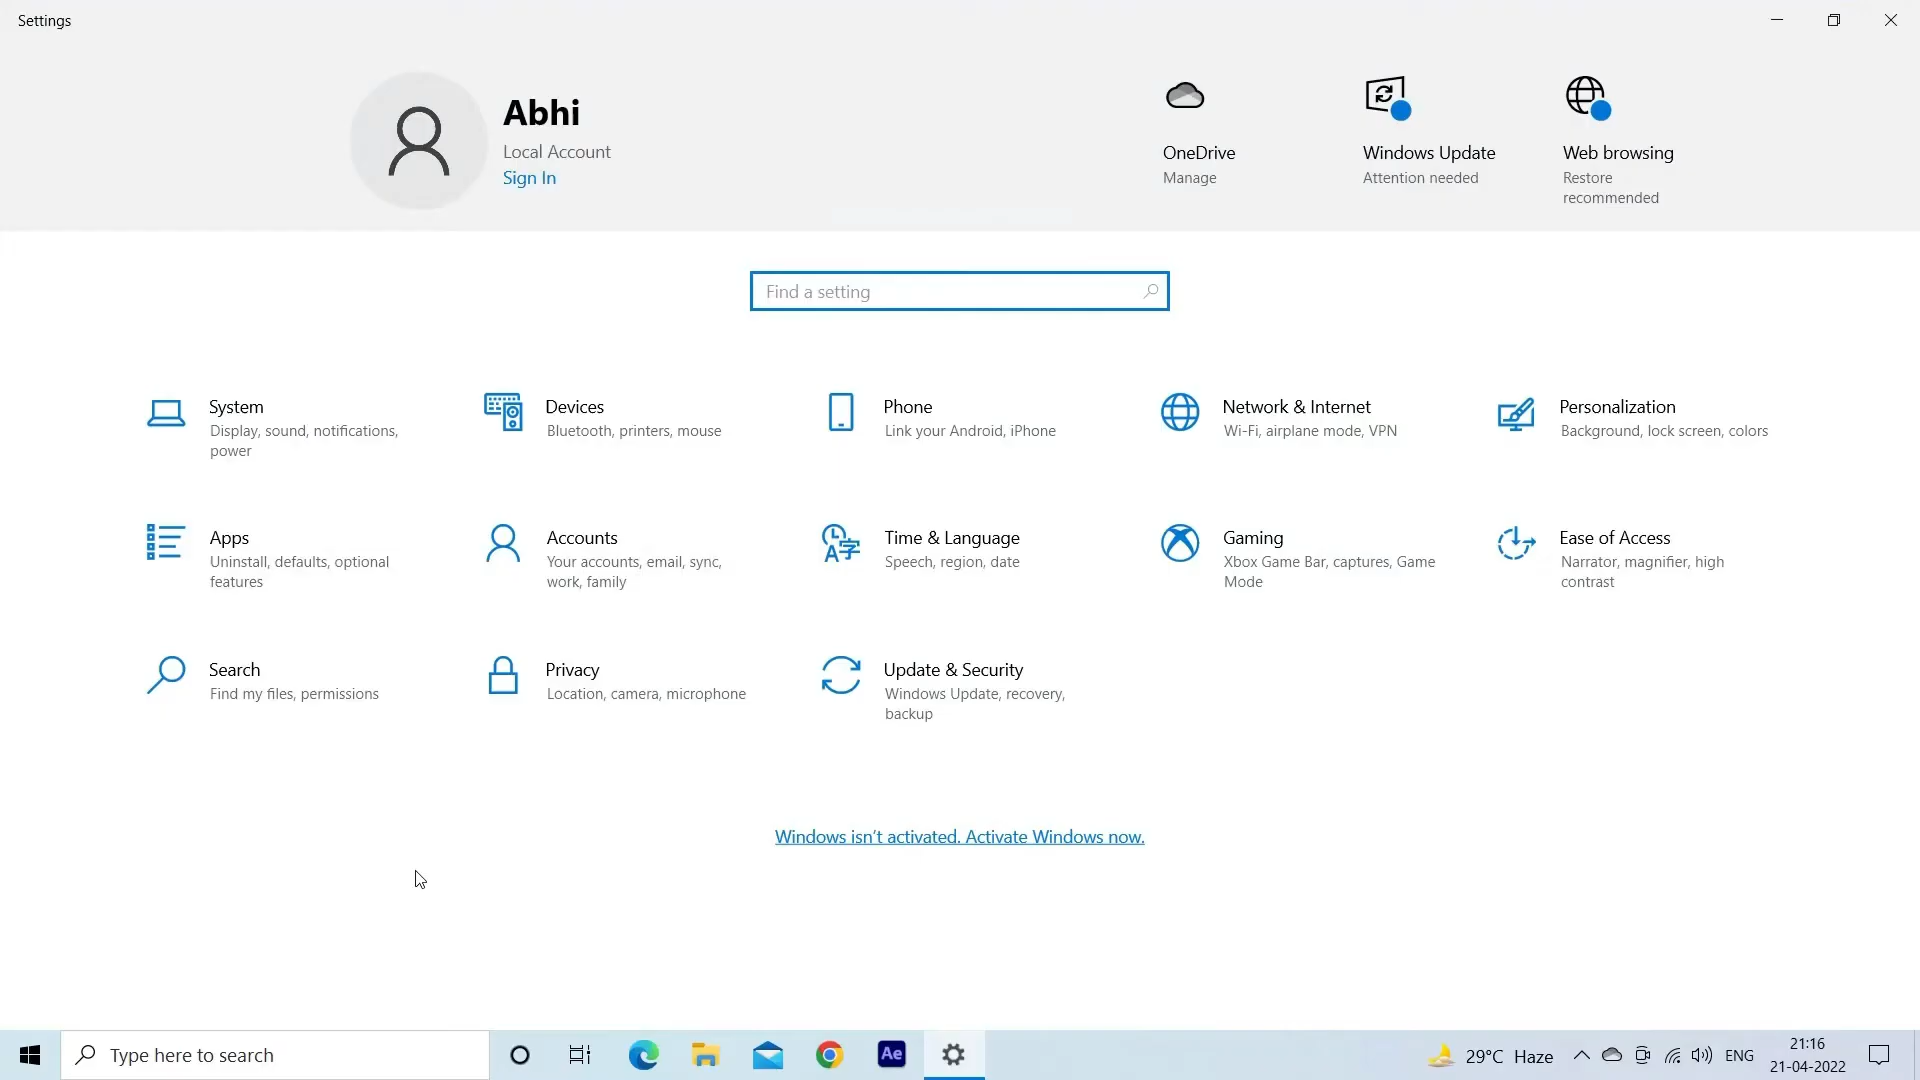 Settings
Abhi
Local Account
Sign In
OneDrive
Manage
Windows Update
Attention needed
Web browsing
Restore
recommended
Find a setting
System
Display, sound, notifications,
power
Devices
Bluetooth, printers, mouse
Phone
Link your Android, iPhone
Network & Internet
Wi-Fi, airplane mode, VPN
Personalization
Background, lock screen, colors
Apps
Uninstall, defaults, optional
features
Accounts
Your accounts, email, sync,
work, family
Time & Language
Speech, region, date
Gaming
Xbox Game Bar, captures, Game
Mode
Ease of Access
Narrator, magnifier, high
contrast
Search
Find my files, permissions
Privacy
Location, camera, microphone
Update & Security
Windows Update, recovery,
backup
Windows isn't activated. Activate Windows now.
Type here to search
Ae
29°C Haze
ENG
21:16
21-04-2022